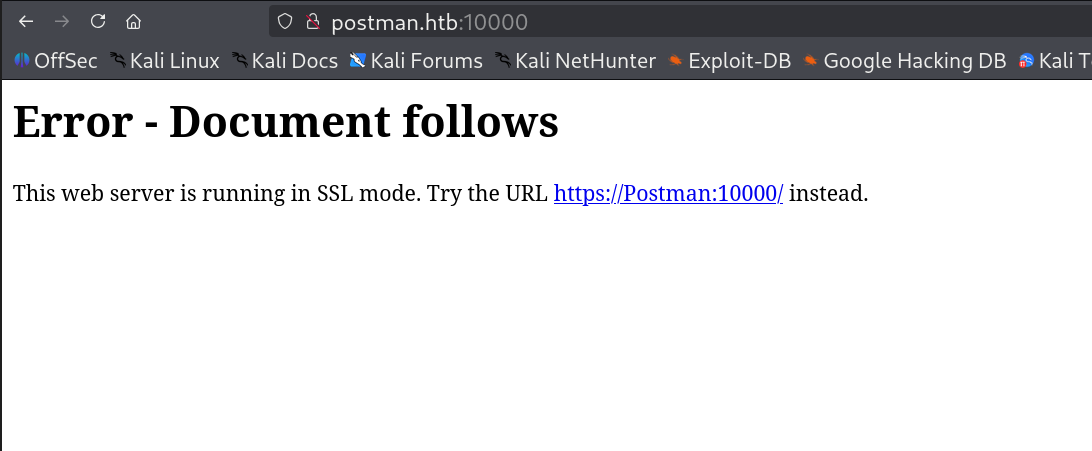 postman.htb:10000
OffSec Kali Linux Kali Docs Kali Forums Kali NetHunter Exploit-DB Google Hacking DB Kali T
Error - Document follows
This web server is running in SSL mode. Try the URL https://Postman:10000/ instead.